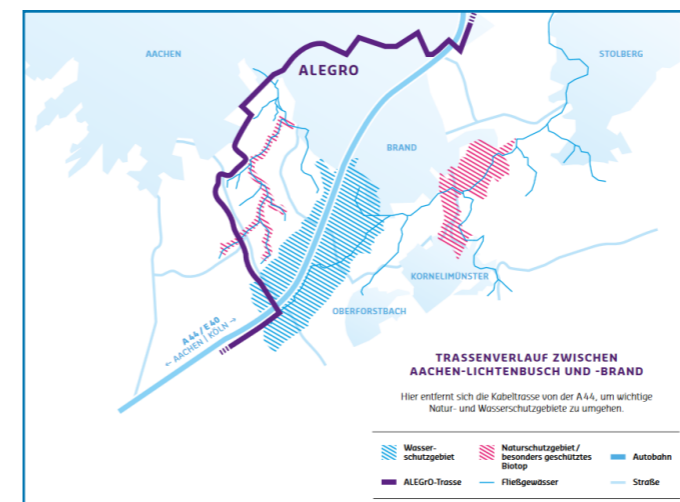 AACHEN
STOLBERG
ALEGRO
BRAND
KORNELIMÜNSTER
OBERFORSTBACH
A 44 / E 40
← AACHEN | KÖLN →
TRASSENVERLAUF ZWISCHEN
AACHEN-LICHTENBUSCH UND -BRAND
Hier entfernt sich die Kabeltrasse von der A 44, um wichtige
Natur- und Wasserschutzgebiete zu umgehen.
Wasser-
schutzgebiet
Naturschutzgebiet /
besonders geschütztes
Biotop
Autobahn
ALEGrO-Trasse
Fließgewässer
Straße